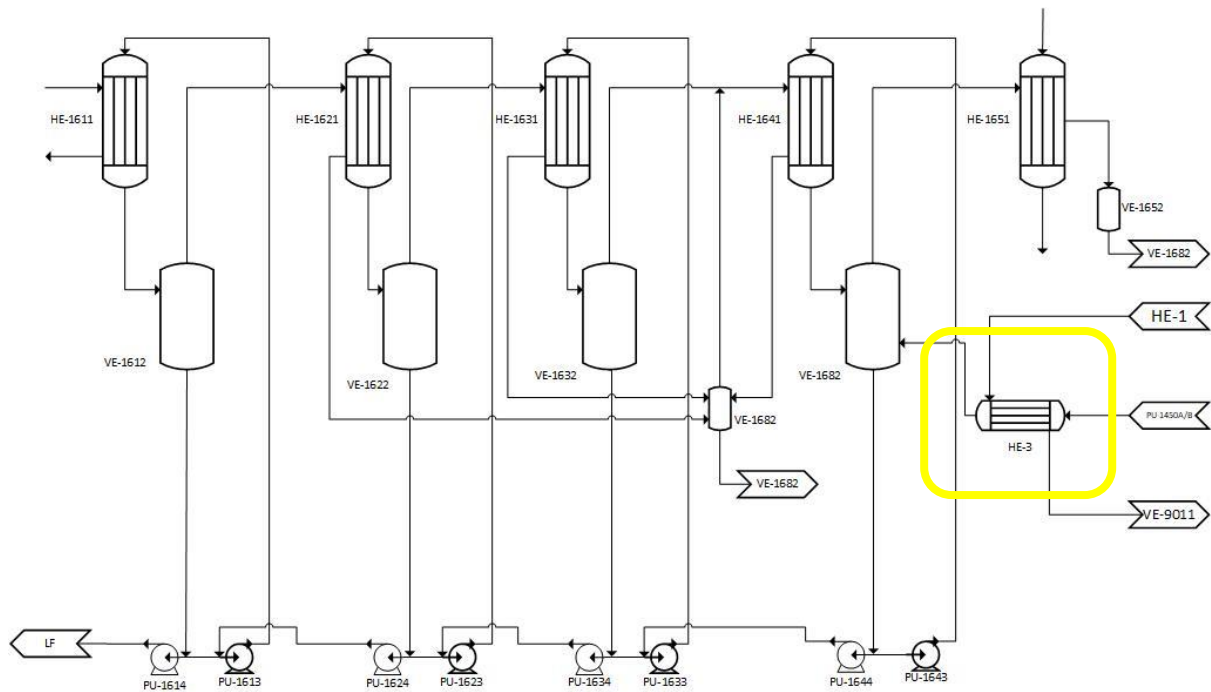 HE-1611
HE-1621
HE-1631
HE-1641
HE-1651
VE-1652
VE-1682
HE-1
VE-1612
VE-1622
VE-1632
VE-1682
VE-1682
PU-1450A/B
HE-3
VE-1682
VE-9011
LF
PU-1614
PU-1613
PU-1624
PU-1623
PU-1634
PU-1633
PU-1644
PU-1643